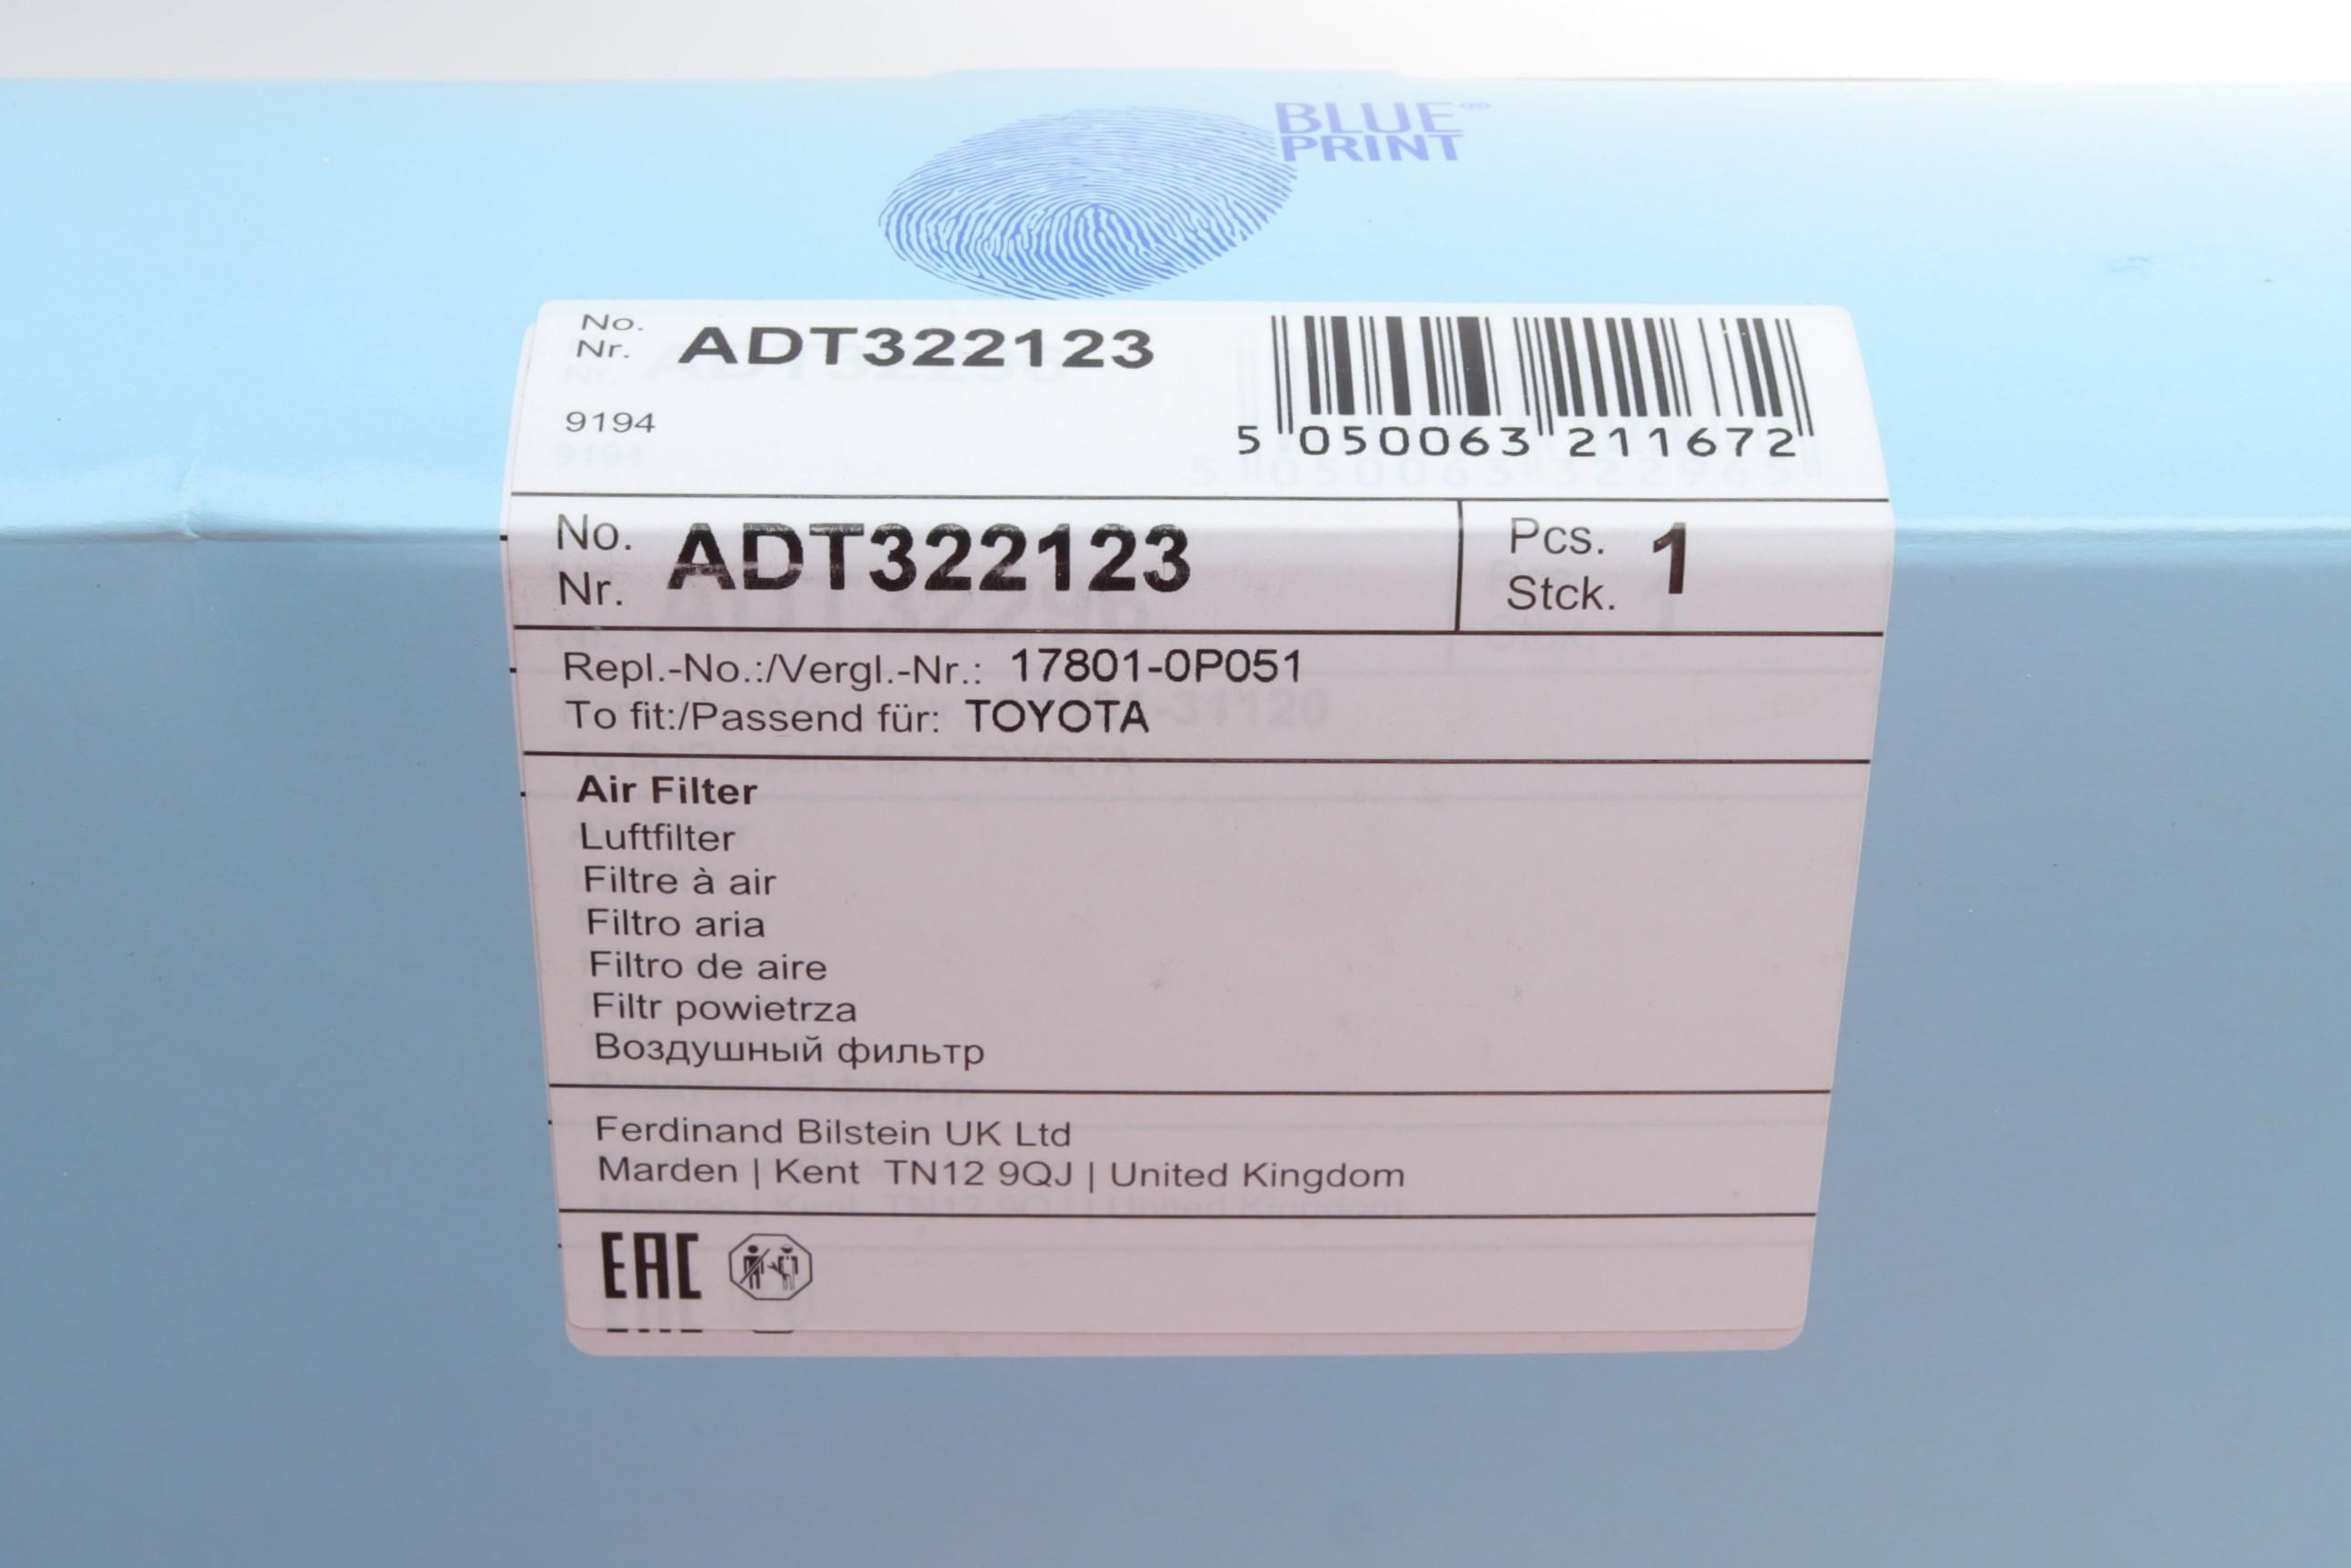 BLUE
PRINT
No.
Nr. ADT322123
9194
5 050063 211672
No.
Nr. ADT322123
Pcs.
Stck. 1
Repl.-No.:/Vergl.-Nr.: 17801-0P051
To fit:/Passend für: TOYOTA
Air Filter
Luftfilter
Filtre à air
Filtro aria
Filtro de aire
Filtr powietrza
Воздушный фильтр
Ferdinand Bilstein UK Ltd
Marden | Kent TN12 9QJ | United Kingdom
EAC